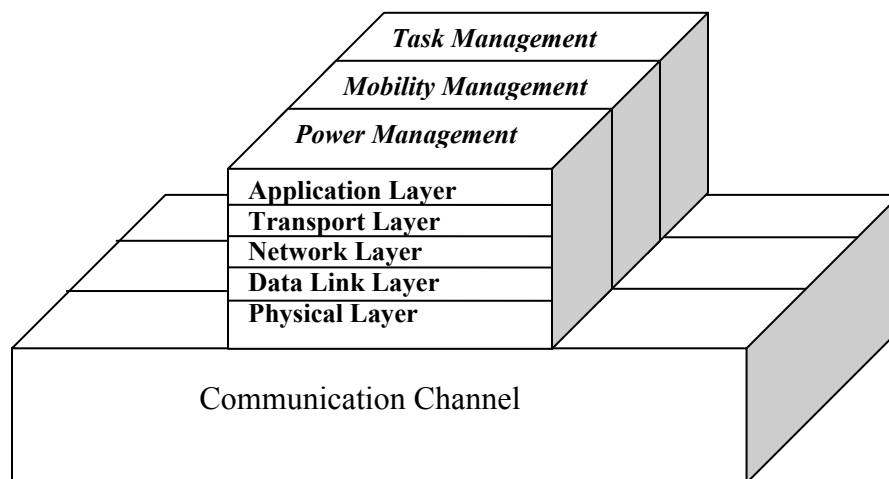 Task Management
Mobility Management
Power Management
Application Layer
Transport Layer
Network Layer
Data Link Layer
Physical Layer
Communication Channel